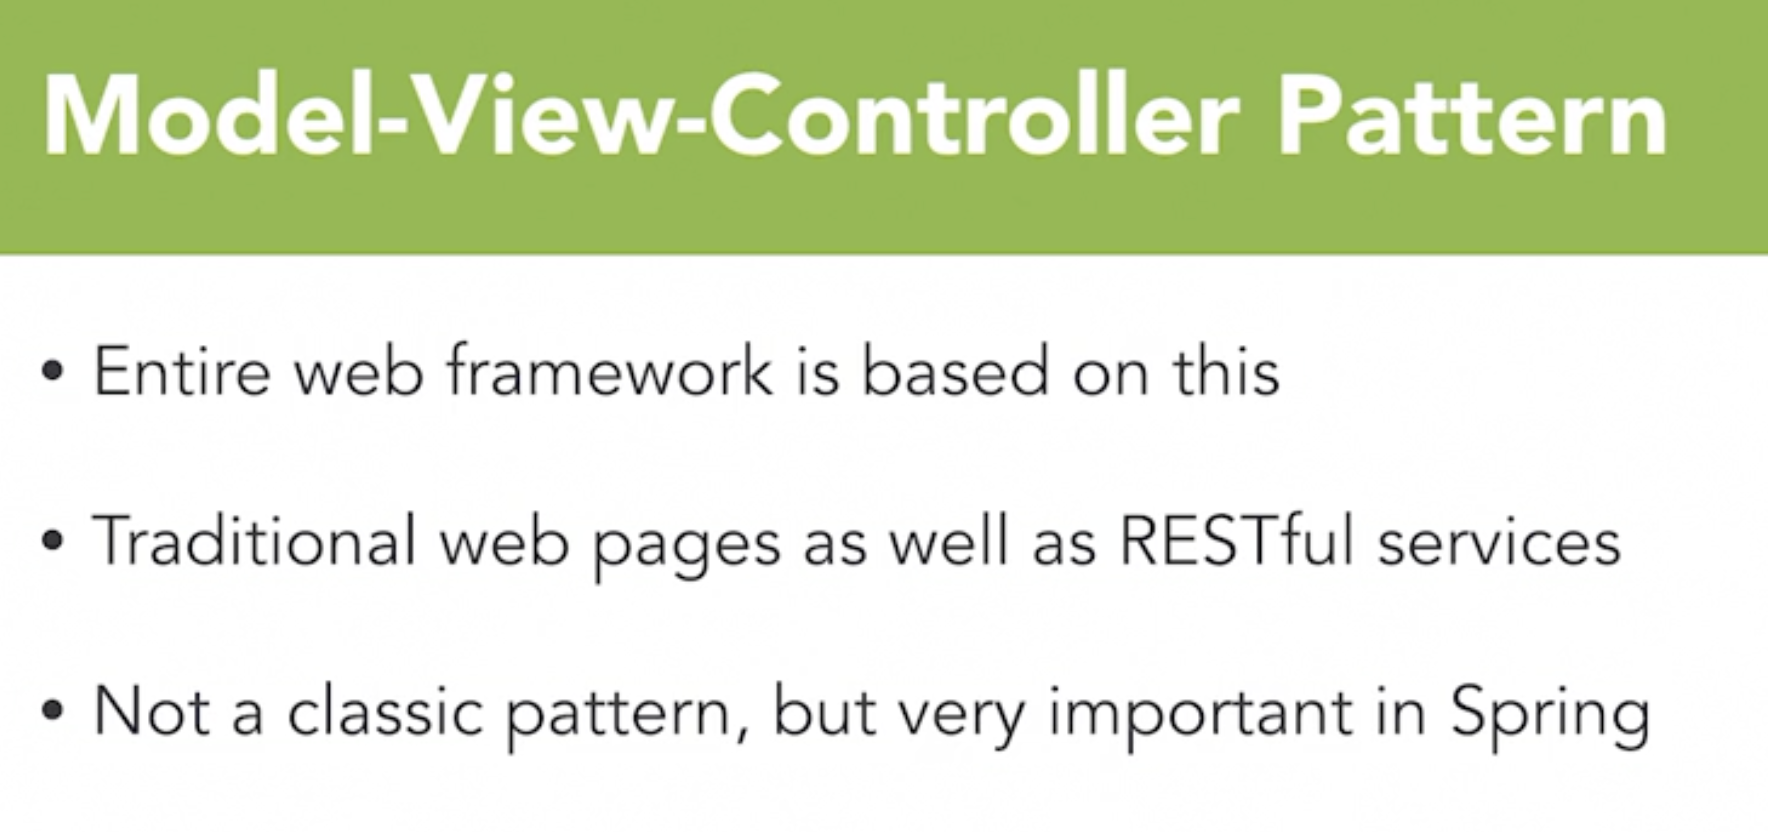 Model-View-Controller Pattern
• Entire web framework is based on this
• Traditional web pages as well as RESTful services
• Not a classic pattern, but very important in Spring